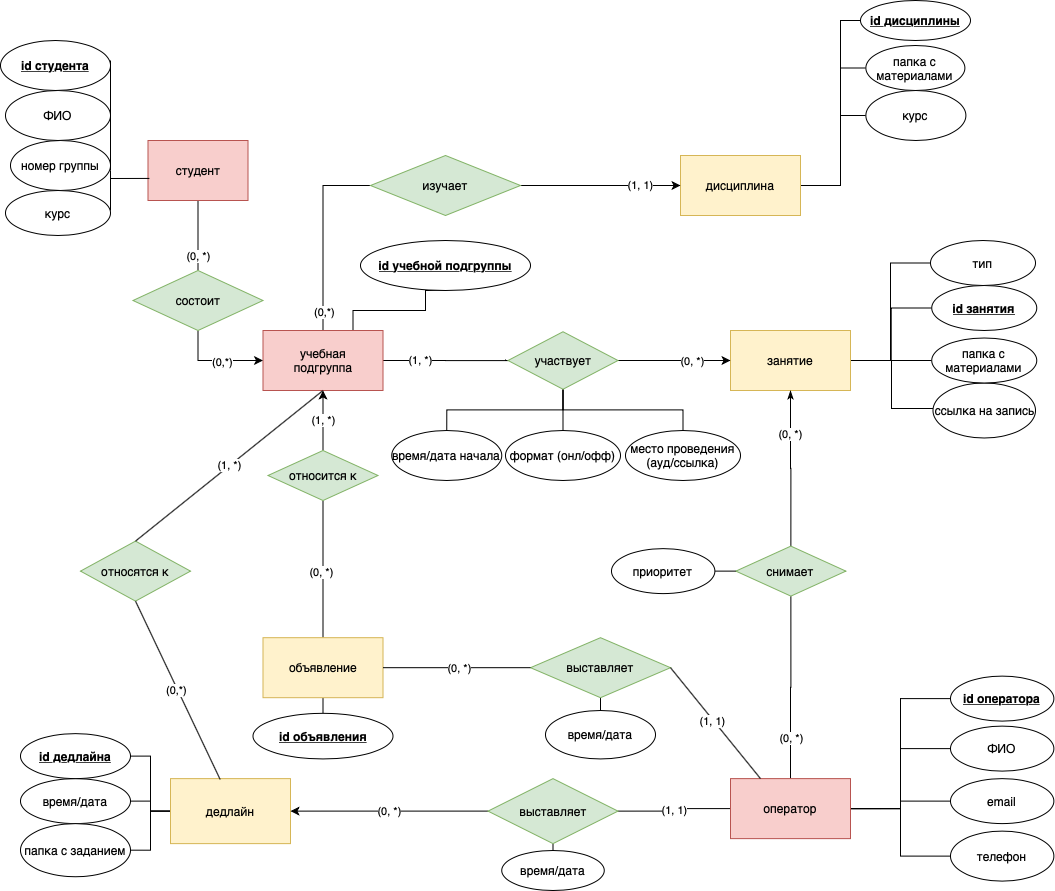 id дисциплины
id студента
папка с
материалами
ФИО
курс
номер группы
студент
изучает
(1, 1)
дисциплина
курс
(0, *)
id учебной подгруппы
тип
состоит
(0,*)
id занятия
учебная
подгруппа
(0,*)
(1, *)
участвует
(0, *)
занятие
папка с
материалами
ссылка на запись
(1, *)
(0, *)
время/дата начала
формат (онл/офф)
место проведения
(ауд/ссылка)
(1, *)
относится к
относятся к
(0, *)
приоритет
снимает
объявление
(0, *)
выставляет
(0,*)
id оператора
(1, 1)
id объявления
время/дата
(0, *)
ФИО
id дедлайна
время/дата
дедлайн
(0, *)
выставляет
(1, 1)
оператор
email
папка с заданием
телефон
время/дата